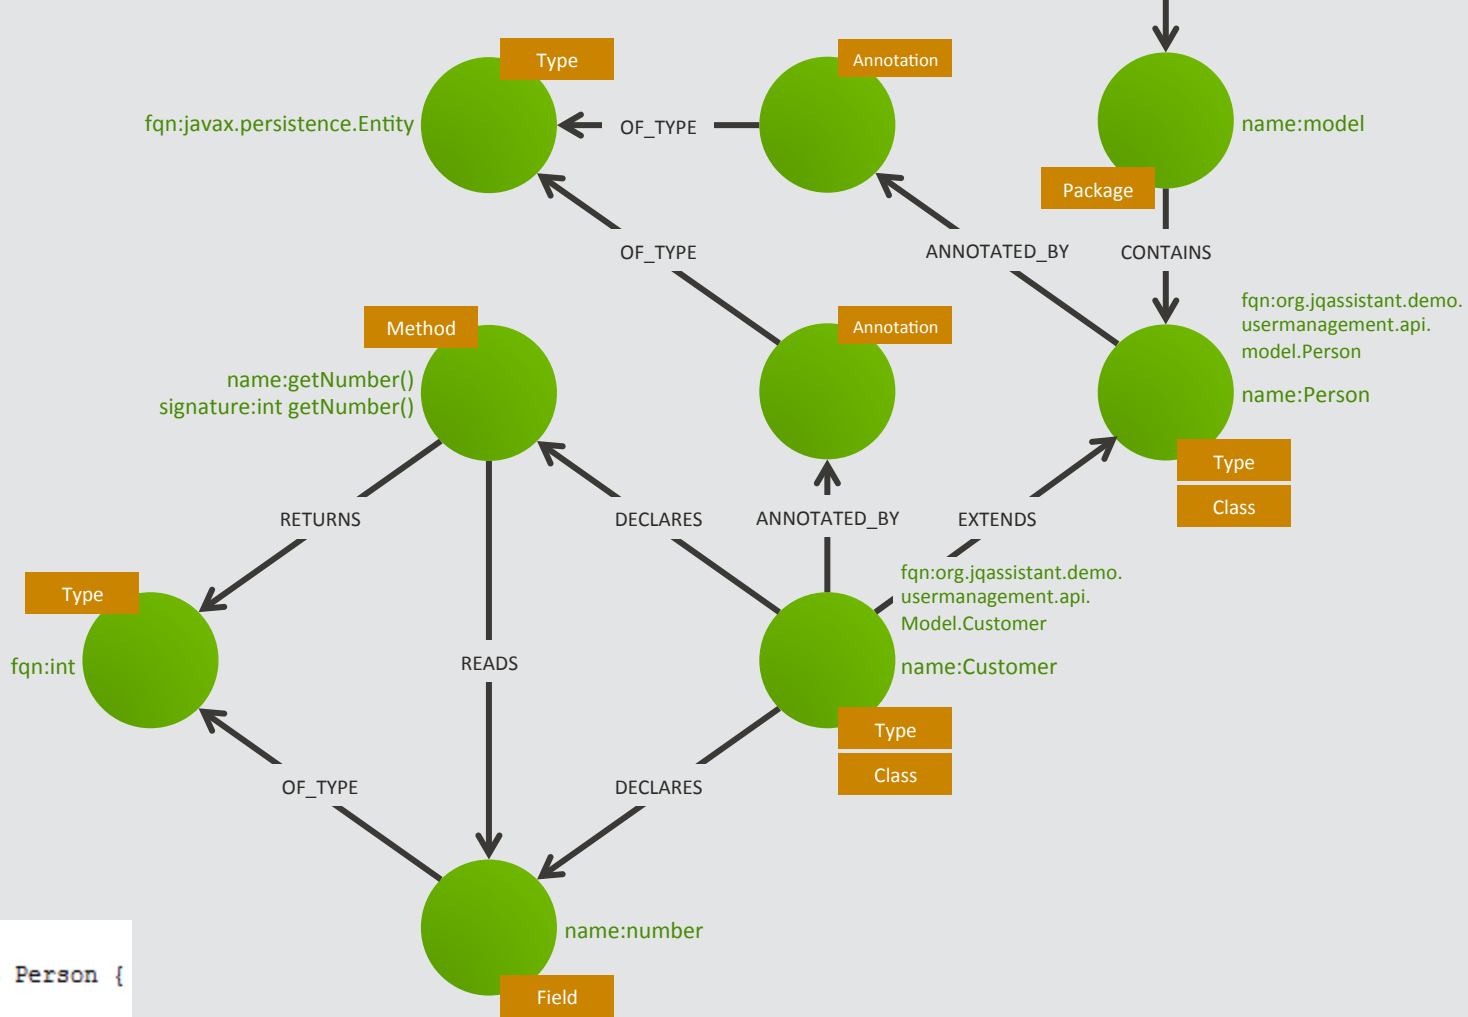 Type
Annotation
fqn:javax.persistence.Entity
OF_TYPE
name:model
Package
OF_TYPE
ANNOTATED_BY
CONTAINS
fqn:org.jqassistant.demo.
usermanagement.api.
model.Person
Method
Annotation
name:getNumber()
signature:int getNumber()
name:Person
Type
Class
RETURNS
DECLARES
ANNOTATED_BY
EXTENDS
fqn:org.jqassistant.demo.
usermanagement.api.
Model.Customer
Type
fqn:int
READS
name:Customer
Type
Class
OF_TYPE
DECLARES
name:number
Person {
Field